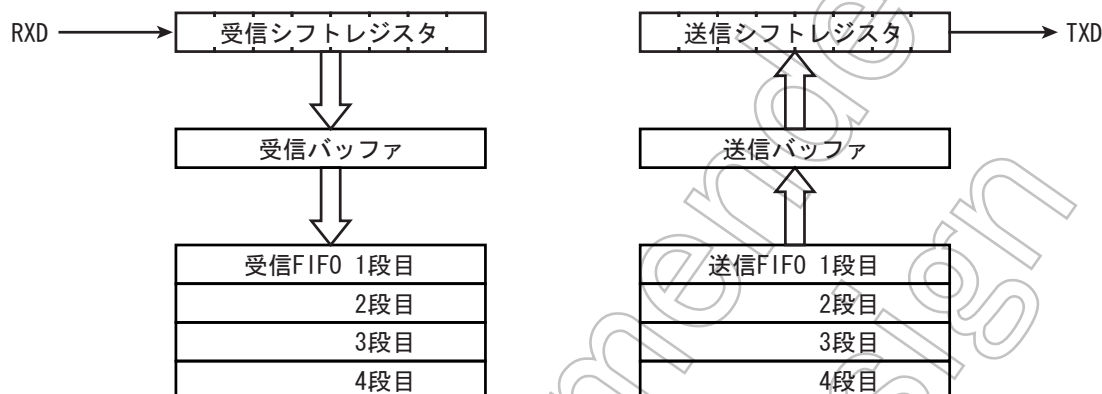 RXD
受信シフトレジスタ
受信バッファ
受信FIFO 1段目
2段目
3段目
4段目
送信シフトレジスタ
TXD
送信バッファ
送信FIFO 1段目
2段目
3段目
4段目